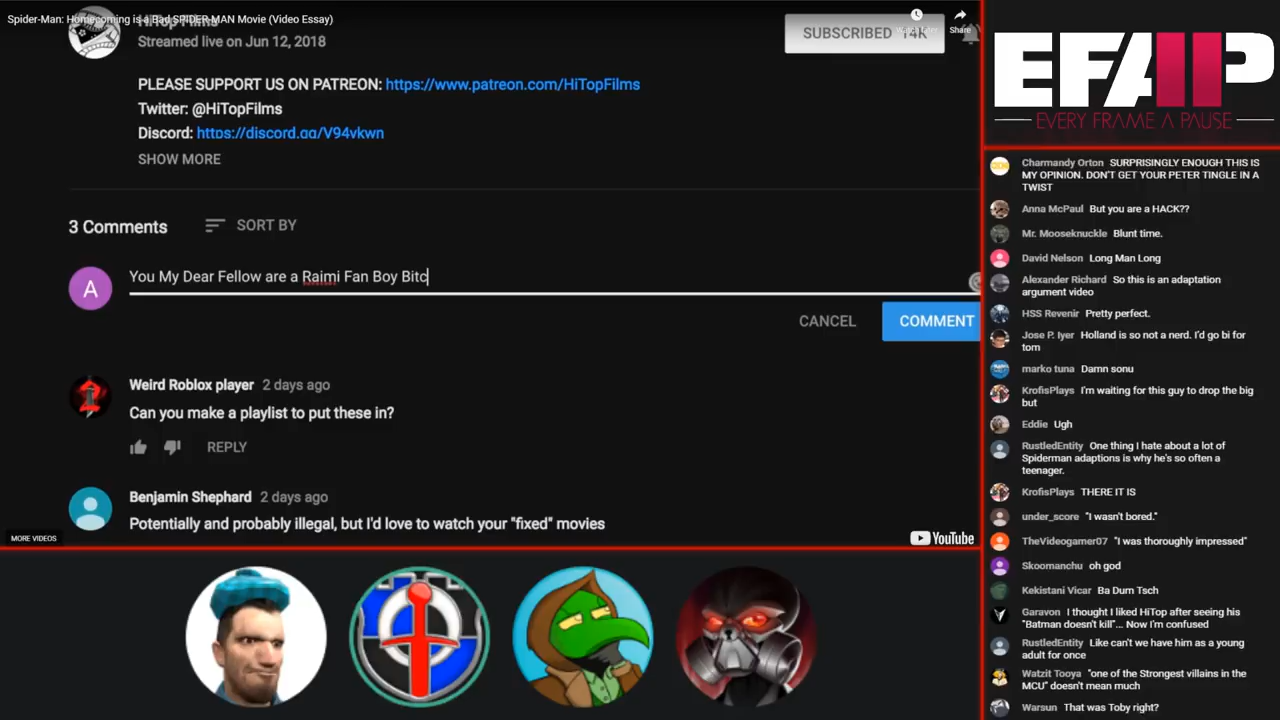 Spider-Man: Homecoming is a Bad SPIDER-MAN Movie (Video Essay)
HiTop Films
Streamed live on Jun 12, 2018
SUBSCRIBED 14K
Watch later
Share
PLEASE SUPPORT US ON PATREON: https://www.patreon.com/HiTopFilms
Twitter: @HiTopFilms
Discord: https://discord.gg/V94vkwn
SHOW MORE
3 Comments
SORT BY
A
You My Dear Fellow are a Raimi Fan Boy Bitc
CANCEL
COMMENT
Weird Roblox player 2 days ago
Can you make a playlist to put these in?
REPLY
Benjamin Shephard 2 days ago
Potentially and probably illegal, but I'd love to watch your "fixed" movies
MORE VIDEOS
YouTube
EFAP
EVERY FRAME A PAUSE
Charmandy Orton SURPRISINGLY ENOUGH THIS IS
MY OPINION. DON'T GET YOUR PETER TINGLE IN A
TWIST
Anna McPaul But you are a HACK??
Mr. Mooseknuckle Blunt time.
David Nelson Long Man Long
Alexander Richard So this is an adaptation
argument video
HSS Revenir Pretty perfect.
Jose P. Iyer Holland is so not a nerd. I'd go bi for
tom
marko tuna Damn sonu
KrofisPlays I'm waiting for this guy to drop the big
but
Eddie Ugh
RustledEntity One thing I hate about a lot of
Spiderman adaptions is why he's so often a
teenager.
KrofisPlays THERE IT IS
under_score "I wasn't bored."
TheVideogamer07 "I was thoroughly impressed"
Skoomanchu oh god
Kekistani Vicar Ba Dum Tsch
Garavon I thought I liked HiTop after seeing his
"Batman doesn't kill"... Now I'm confused
RustledEntity Like can't we have him as a young
adult for once
Watzit Tooya "one of the Strongest villains in the
MCU" doesn't mean much
Warsun That was Toby right?